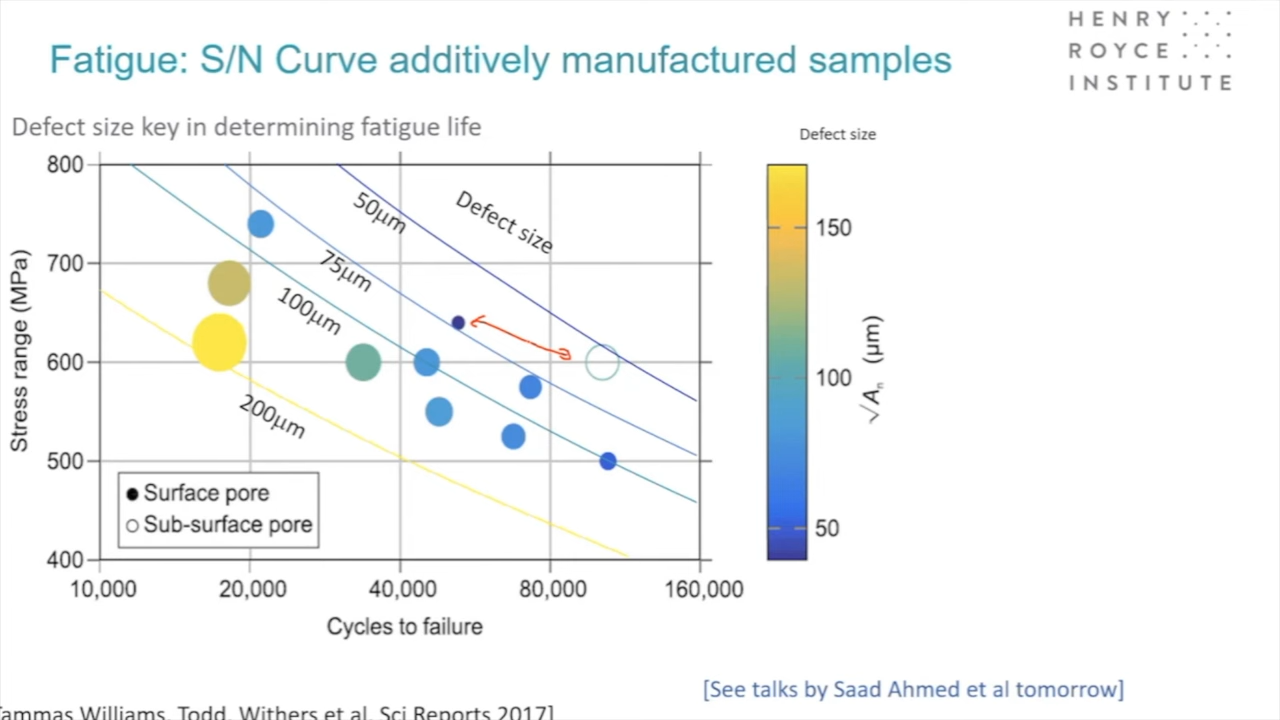 HENRY
ROYCE
INSTITUTE
Fatigue: S/N Curve additively manufactured samples
Defect size key in determining fatigue life
Defect size
800
700
600
500
400
Stress range (MPa)
50µm
Defect size
75µm
100µm
200µm
Surface pore
Sub-surface pore
10,000
20,000
40,000
80,000
160,000
Cycles to failure
150
100
50
√Aₙ (µm)
[See talks by Saad Ahmed et al tomorrow]
Tammas Williams, Todd, Withers et al, Sci Reports 2017]